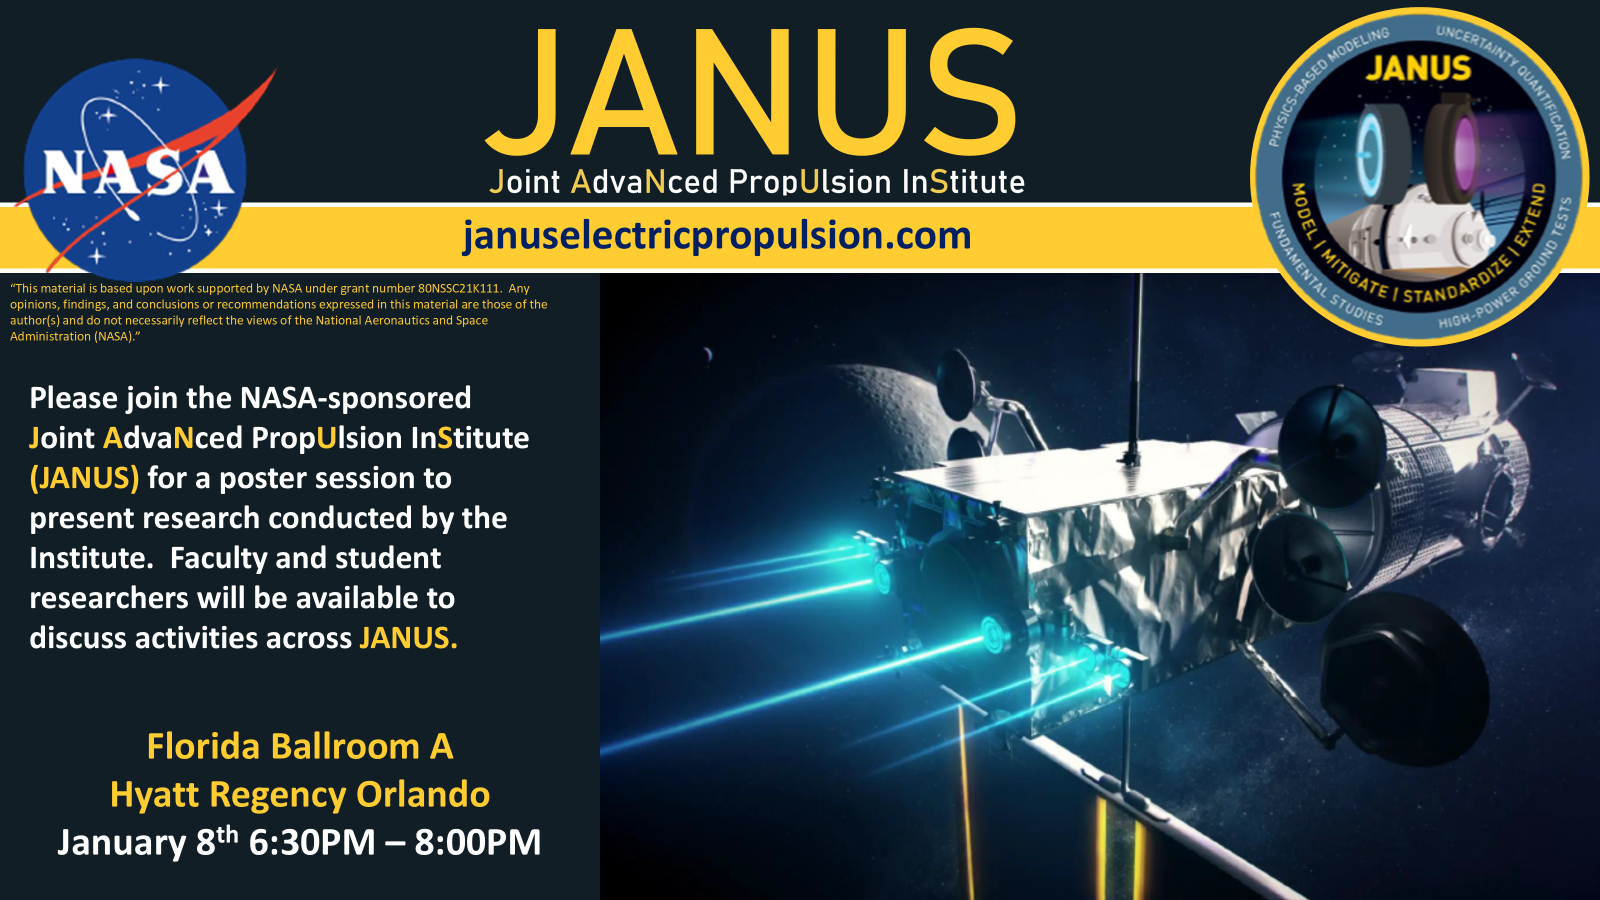 JANUS
Joint AdvaNced PropUlsion InStitute
NASA
januselectricpropulsion.com
PHYSICS-BASED MODELING
UNCERTAINTY QUANTIFICATION
JANUS
MODEL | MITIGATE | STANDARDIZE | EXTEND
FUNDAMENTAL STUDIES
HIGH-POWER GROUND TESTS
“This material is based upon work supported by NASA under grant number 80NSSC21K111.  Any
opinions, findings, and conclusions or recommendations expressed in this material are those of the
author(s) and do not necessarily reflect the views of the National Aeronautics and Space
Administration (NASA).”
Please join the NASA-sponsored
Joint AdvaNced PropUlsion InStitute
(JANUS) for a poster session to
present research conducted by the
Institute.  Faculty and student
researchers will be available to
discuss activities across JANUS.
Florida Ballroom A
Hyatt Regency Orlando
January 8th 6:30PM – 8:00PM